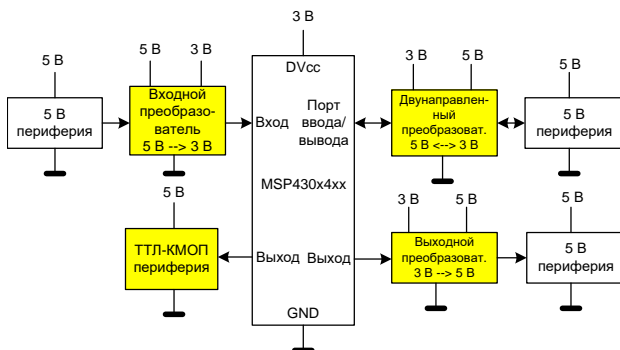 3 В
DVcc
5 В
5 В
периферия
5 В
3 В
Входной
преобразо-
ватель
5 В --> 3 В
Вход
Порт
ввода/
вывода
3 В
5 В
Двунаправлен-
ный
преобразоват.
5 В <--> 3 В
5 В
5 В
периферия
MSP430x4xx
5 В
ТТЛ-КМОП
периферия
Выход
Выход
3 В
5 В
Выходной
преобразоват.
3 В --> 5 В
5 В
5 В
периферия
GND